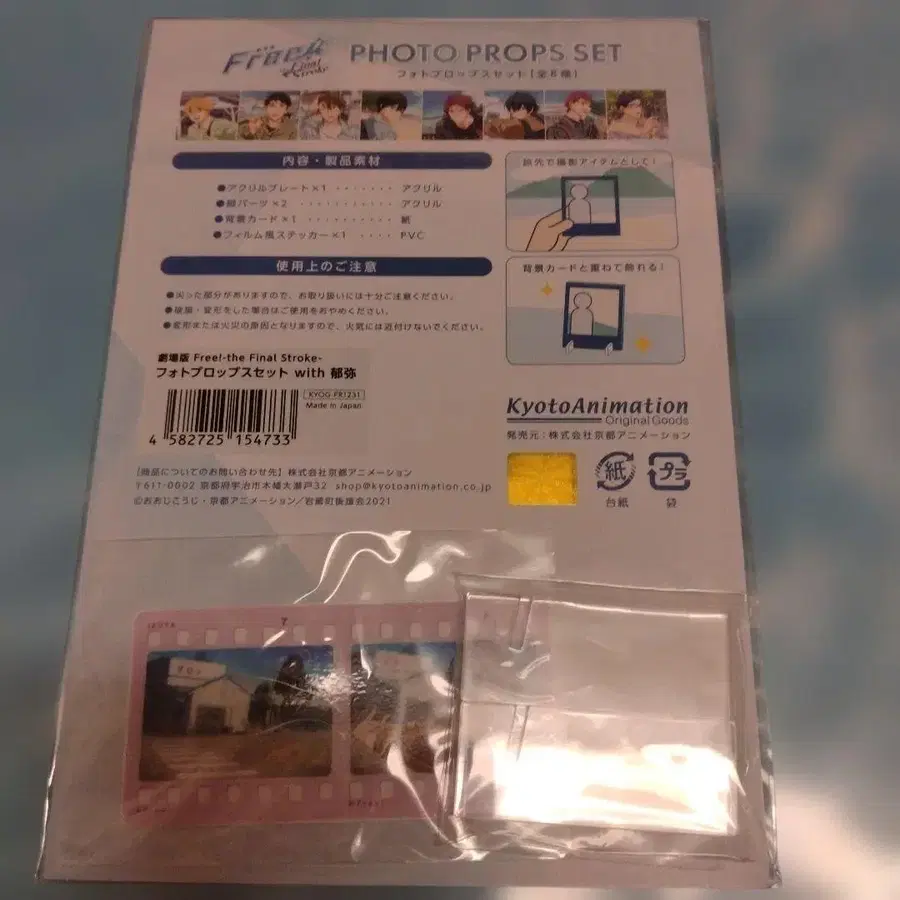 Free!
the Final Stroke
PHOTO PROPS SET
フォトプロップスセット[全8種]
内容・製品素材
●アクリルプレート×1 ・・・・・・・ アクリル
●脚パーツ×2 ・・・・・・・・・・・ アクリル
●背景カード×1 ・・・・・・・・・・ 紙
●フィルム風ステッカー×1 ・・・・ PVC
旅先で撮影アイテムとして!
使用上のご注意
●尖った部分がありますので、お取り扱いには十分ご注意ください。
●破損・変形をした場合はご使用をおやめください。
●変形または火災の原因となりますので、火気には近付けないでください。
背景カードと重ねて飾れる!
劇場版 Free!-the Final Stroke-
フォトプロップスセット with 郁弥
KYOG-PR1231
Made in Japan
4 582725 154733
KyotoAnimation
Original Goods
発売元:株式会社京都アニメーション
[商品についてのお問い合わせ先] 株式会社京都アニメーション
〒611-0002 京都府宇治市木幡大瀬戸32 shop@kyotoanimation.co.jp
©おおじこうじ・京都アニメーション/岩鳶町後援会2021
紙
台紙
プラ
袋
7